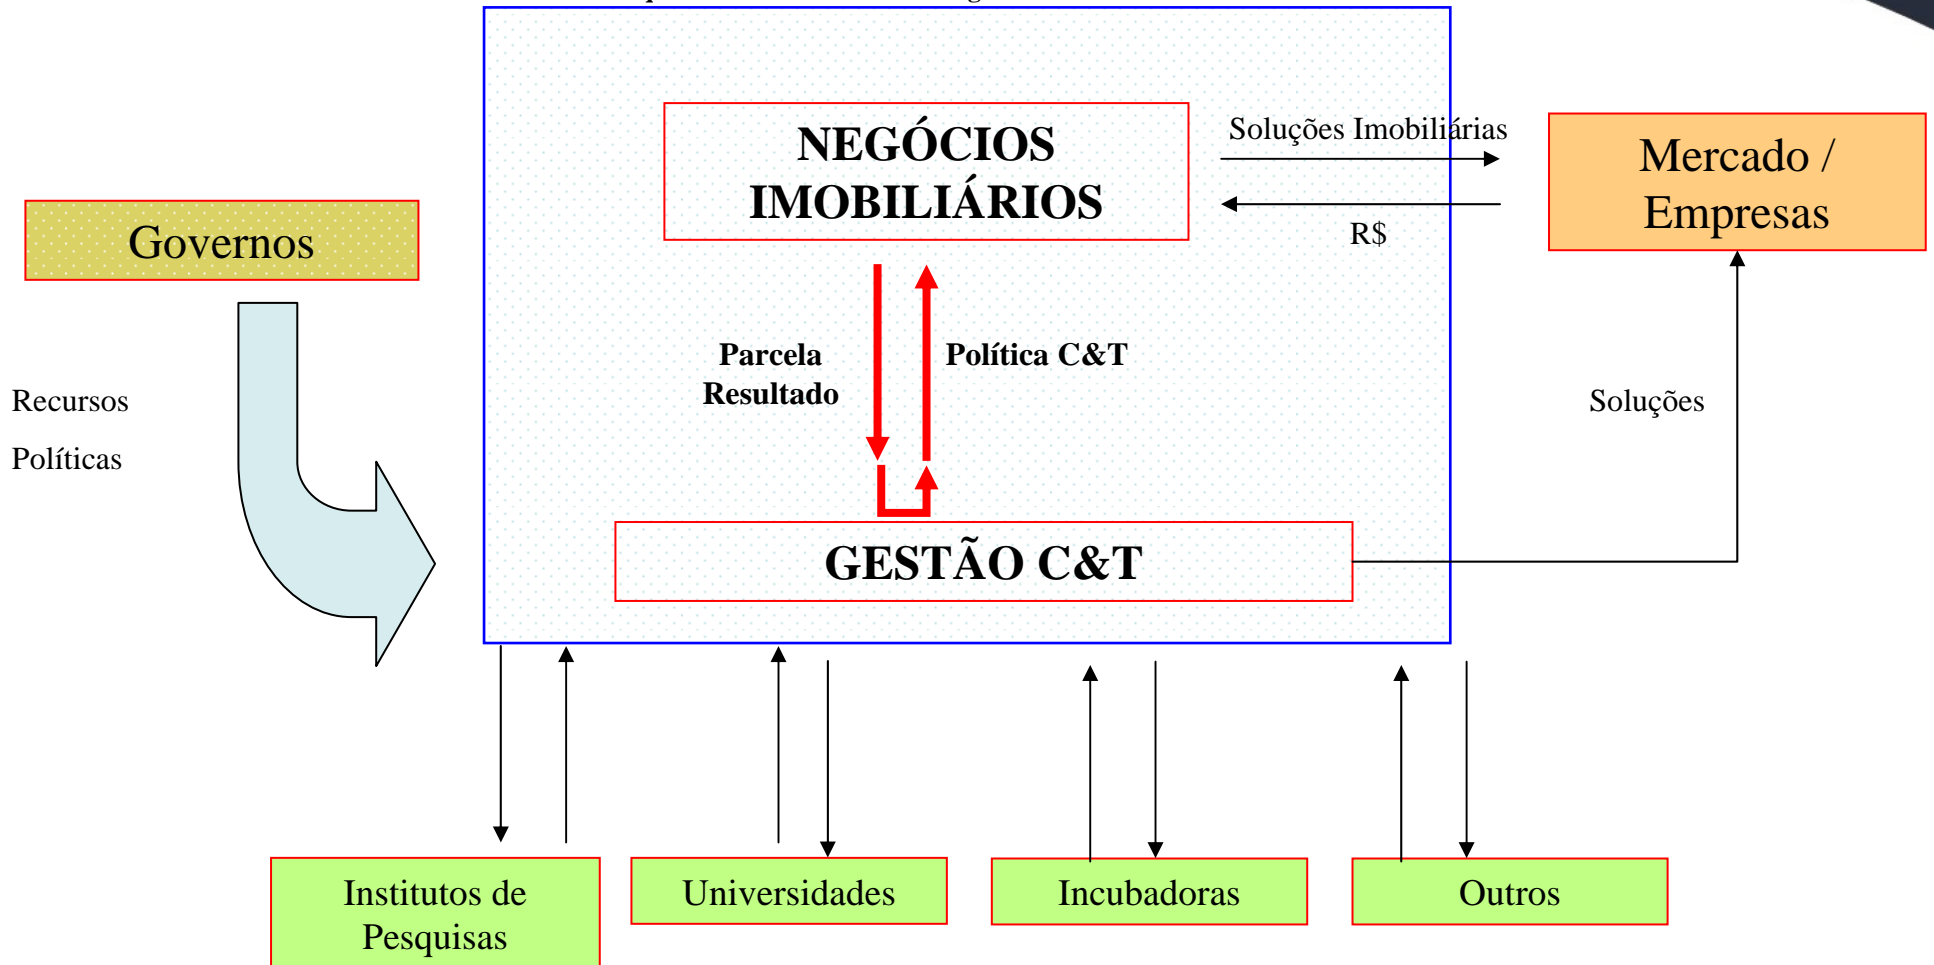 NEGÓCIOS
IMOBILIÁRIOS
Soluções Imobiliárias
R$
Mercado /
Empresas
Governos
Parcela
Resultado
Política C&T
Recursos
Políticas
Soluções
GESTÃO C&T
Institutos de
Pesquisas
Universidades
Incubadoras
Outros